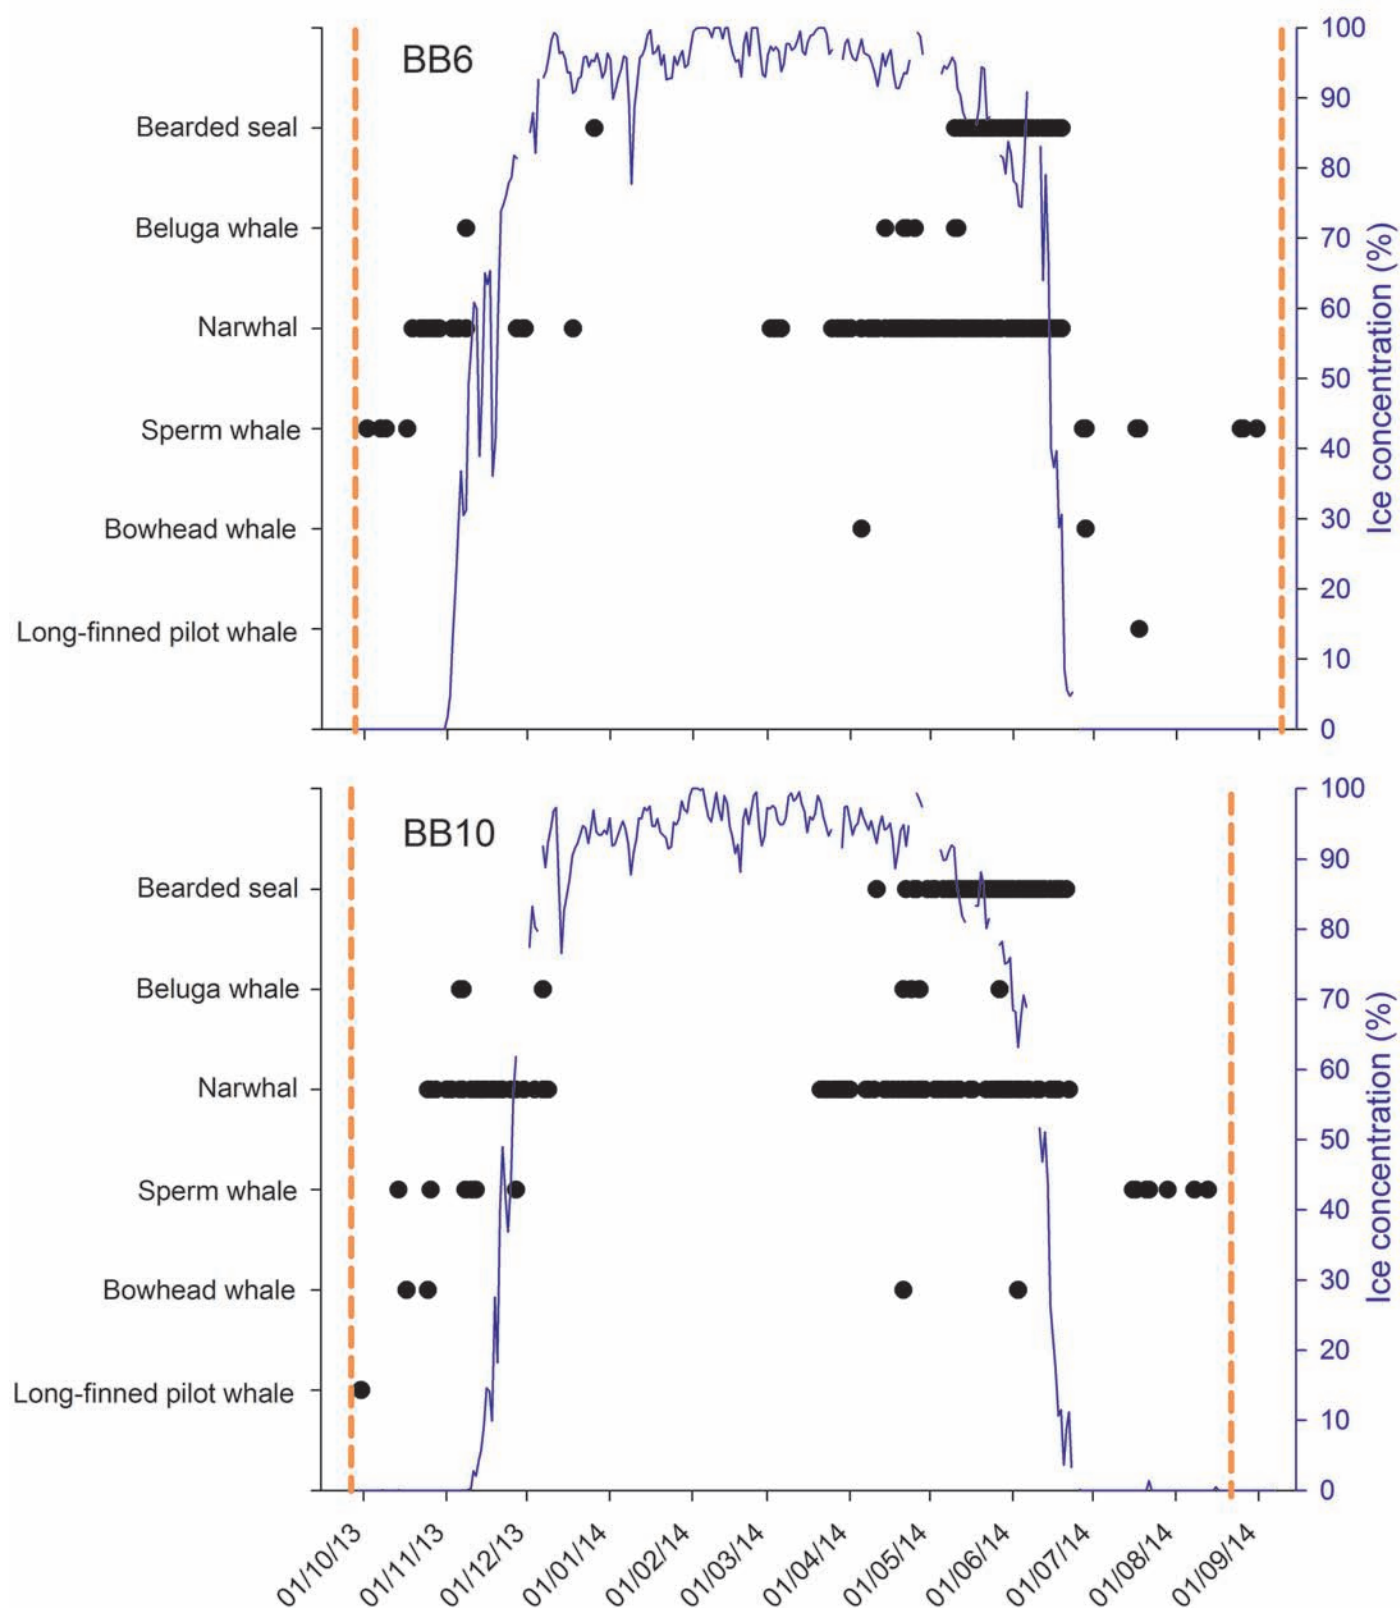 BB6
Bearded seal
Beluga whale
Narwhal
Sperm whale
Bowhead whale
Long-finned pilot whale
100
90
80
70
60
50
40
30
20
10
0
Ice concentration (%)
BB10
Bearded seal
Beluga whale
Narwhal
Sperm whale
Bowhead whale
Long-finned pilot whale
100
90
80
70
60
50
40
30
20
10
0
Ice concentration (%)
01/10/13
01/11/13
01/12/13
01/01/14
01/02/14
01/03/14
01/04/14
01/05/14
01/06/14
01/07/14
01/08/14
01/09/14